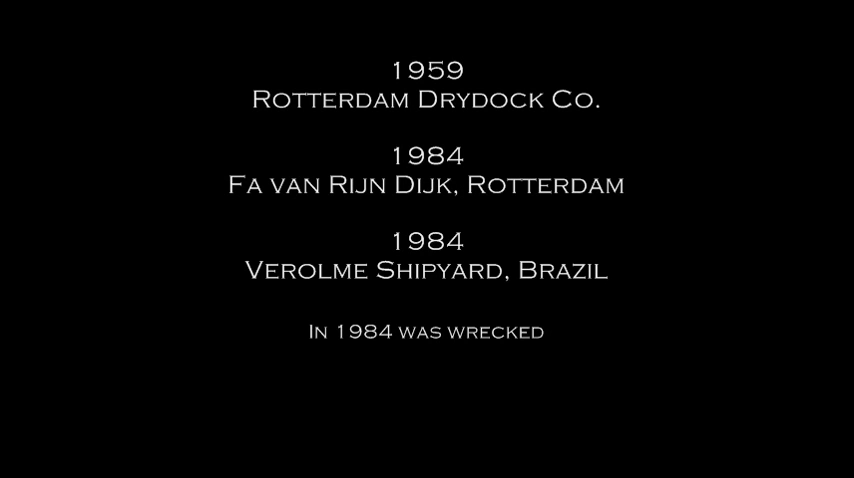 1959
Rotterdam Drydock Co.
1984
Fa van Rijn Dijk, Rotterdam
1984
Verolme Shipyard, Brazil
In 1984 was wrecked